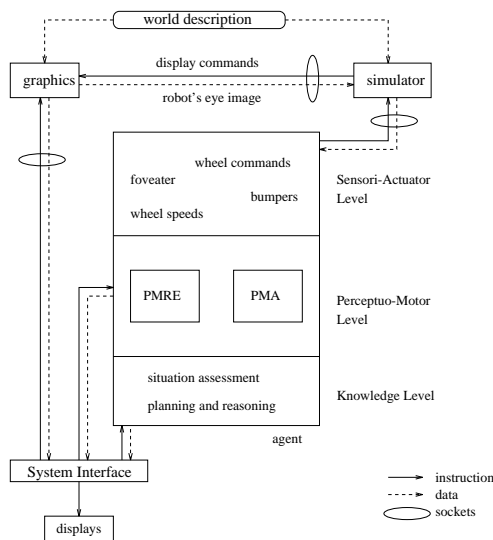 world description
display commands
graphics
simulator
robot's eye image
wheel commands
foveater
bumpers
wheel speeds
Sensori-Actuator
Level
PMRE
PMA
Perceptuo-Motor
Level
situation assessment
planning and reasoning
Knowledge Level
agent
System Interface
displays
instruction
data
sockets